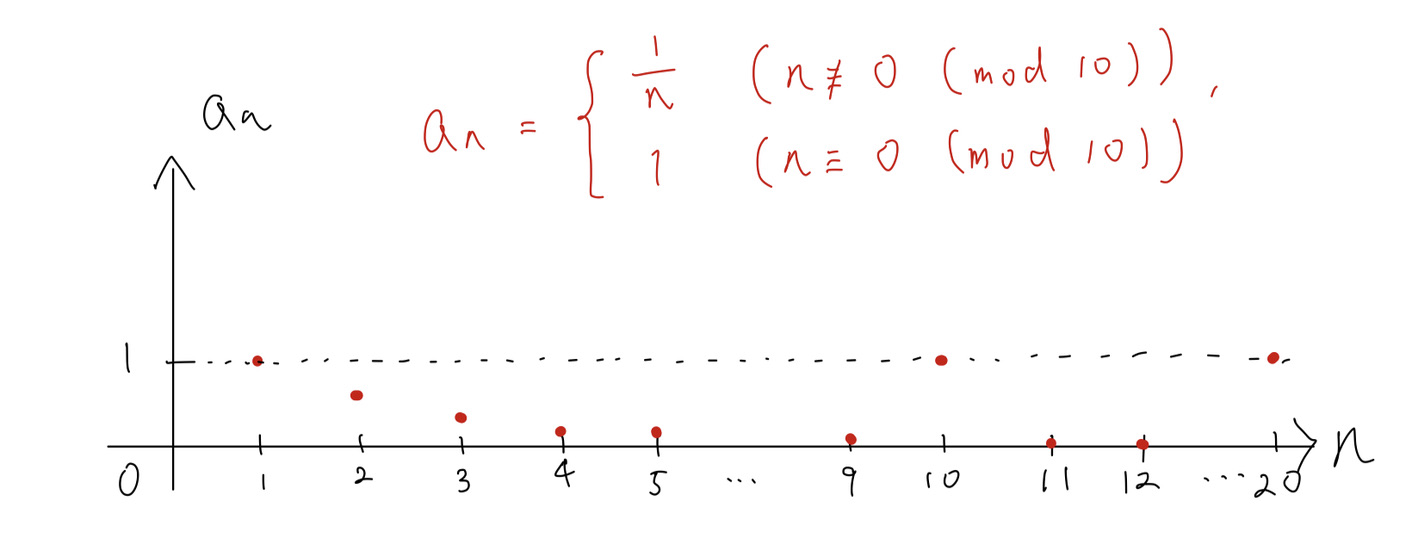 aₙ
aₙ = { 1/n (n ≢ 0 (mod 10)) ,
1 (n ≡ 0 (mod 10))
1
0 1 2 3 4 5 ... 9 10 11 12 ... 20 n